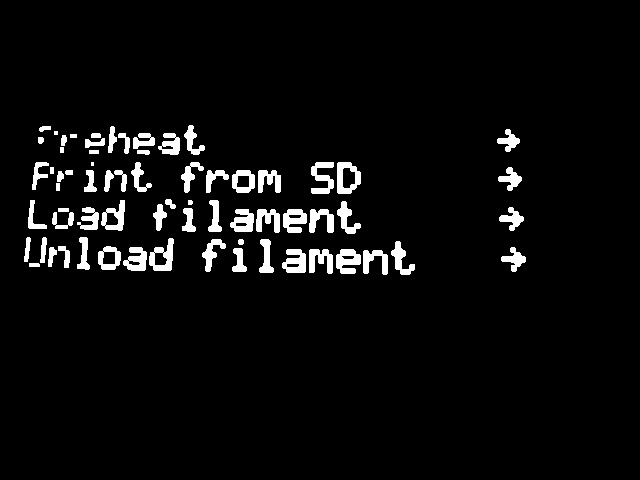 Preheat →
Print from SD →
Load filament →
Unload filament →